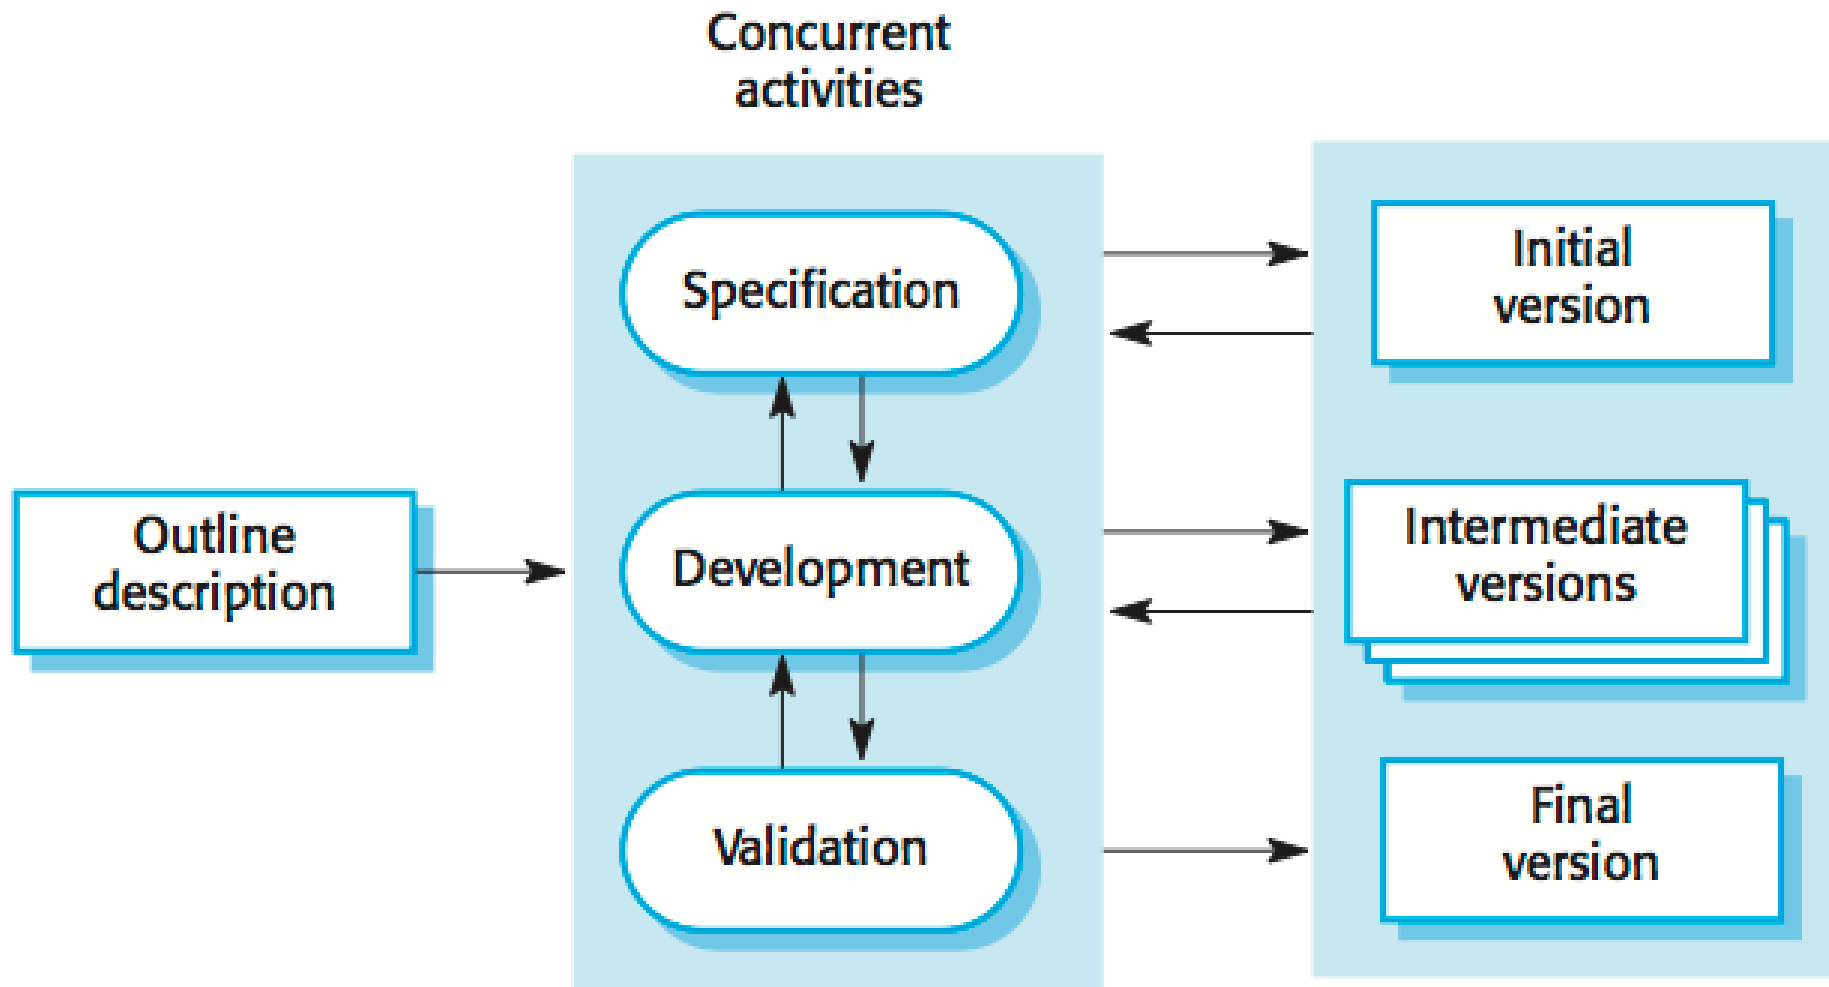 Concurrent
activities
Outline
description
Specification
Development
Validation
Initial
version
Intermediate
versions
Final
version